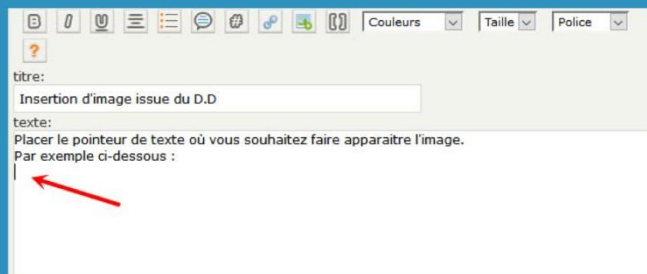 B I U # Couleurs Taille Police
?
titre:
Insertion d'image issue du D.D
texte:
Placer le pointeur de texte où vous souhaitez faire apparaitre l'image.
Par exemple ci-dessous :